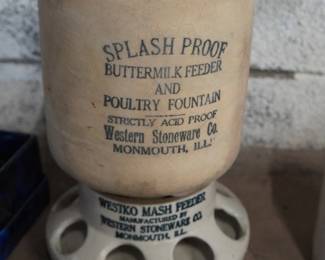 SPLASH PROOF
BUTTERMILK FEEDER
AND
POULTRY FOUNTAIN
STRICTLY ACID PROOF
Western Stoneware Co.
MONMOUTH, ILL.
WESTKO MASH FEEDER
MANUFACTURED BY
WESTERN STONEWARE CO.
MONMOUTH, ILL.